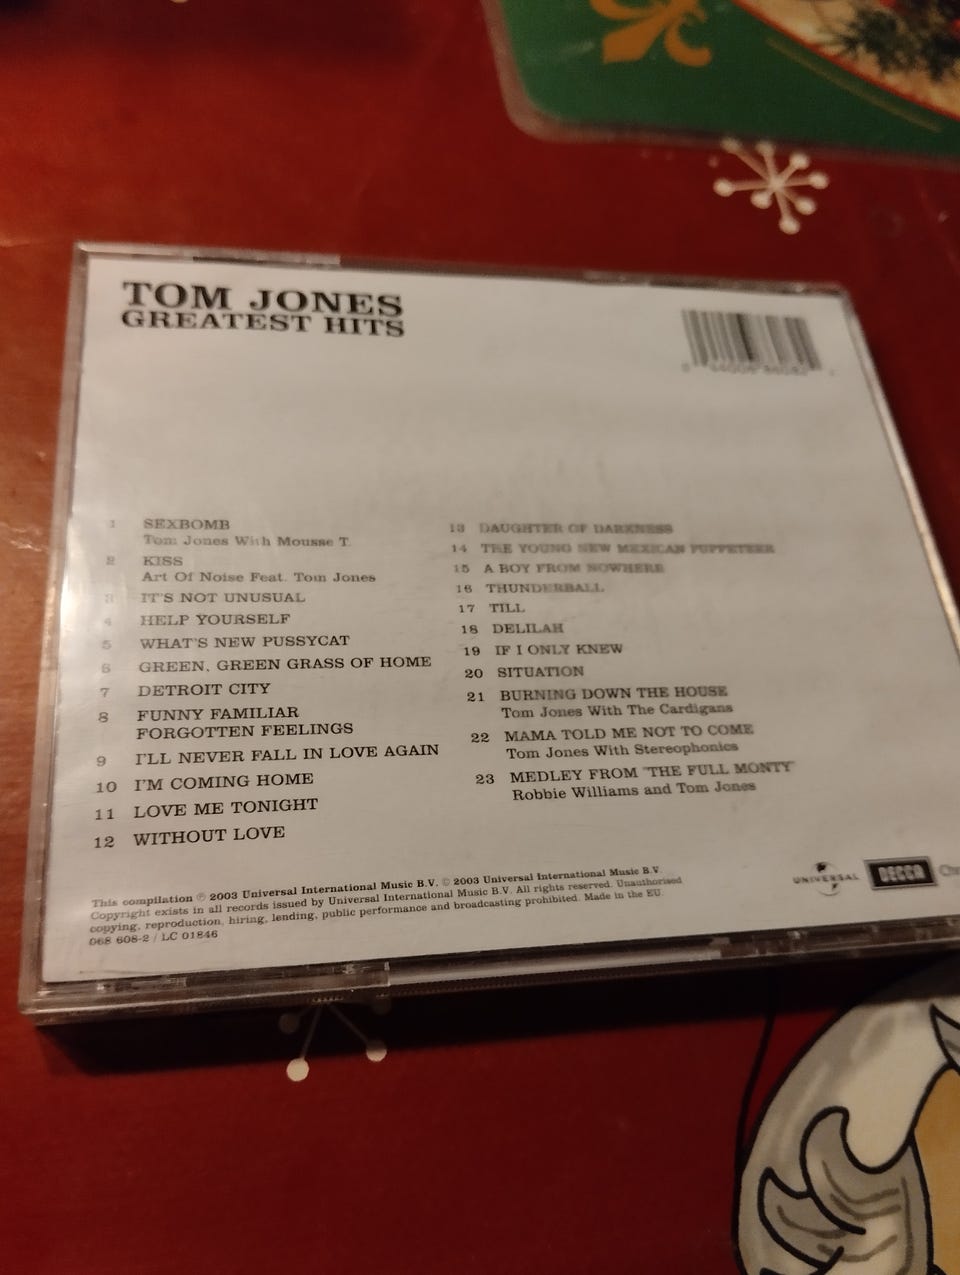 TOM JONES
GREATEST HITS
1 SEXBOMB
Tom Jones With Mousse T.
2 KISS
Art Of Noise Feat. Tom Jones
3 IT'S NOT UNUSUAL
4 HELP YOURSELF
5 WHAT'S NEW PUSSYCAT
6 GREEN, GREEN GRASS OF HOME
7 DETROIT CITY
8 FUNNY FAMILIAR
FORGOTTEN FEELINGS
9 I'LL NEVER FALL IN LOVE AGAIN
10 I'M COMING HOME
11 LOVE ME TONIGHT
12 WITHOUT LOVE
13 DAUGHTER OF DARKNESS
14 THE YOUNG NEW MEXICAN PUPPETEER
15 A BOY FROM NOWHERE
16 THUNDERBALL
17 TILL
18 DELILAH
19 IF I ONLY KNEW
20 SITUATION
21 BURNING DOWN THE HOUSE
Tom Jones With The Cardigans
22 MAMA TOLD ME NOT TO COME
Tom Jones With Stereophonics
23 MEDLEY FROM "THE FULL MONTY"
Robbie Williams and Tom Jones
This compilation ℗ 2003 Universal International Music B.V. © 2003 Universal International Music B.V.
Copyright exists in all records issued by Universal International Music B.V. All rights reserved. Unauthorised
copying, reproduction, hiring, lending, public performance and broadcasting prohibited. Made in the EU.
068 608-2 / LC 01846
UNIVERSAL
DECCA